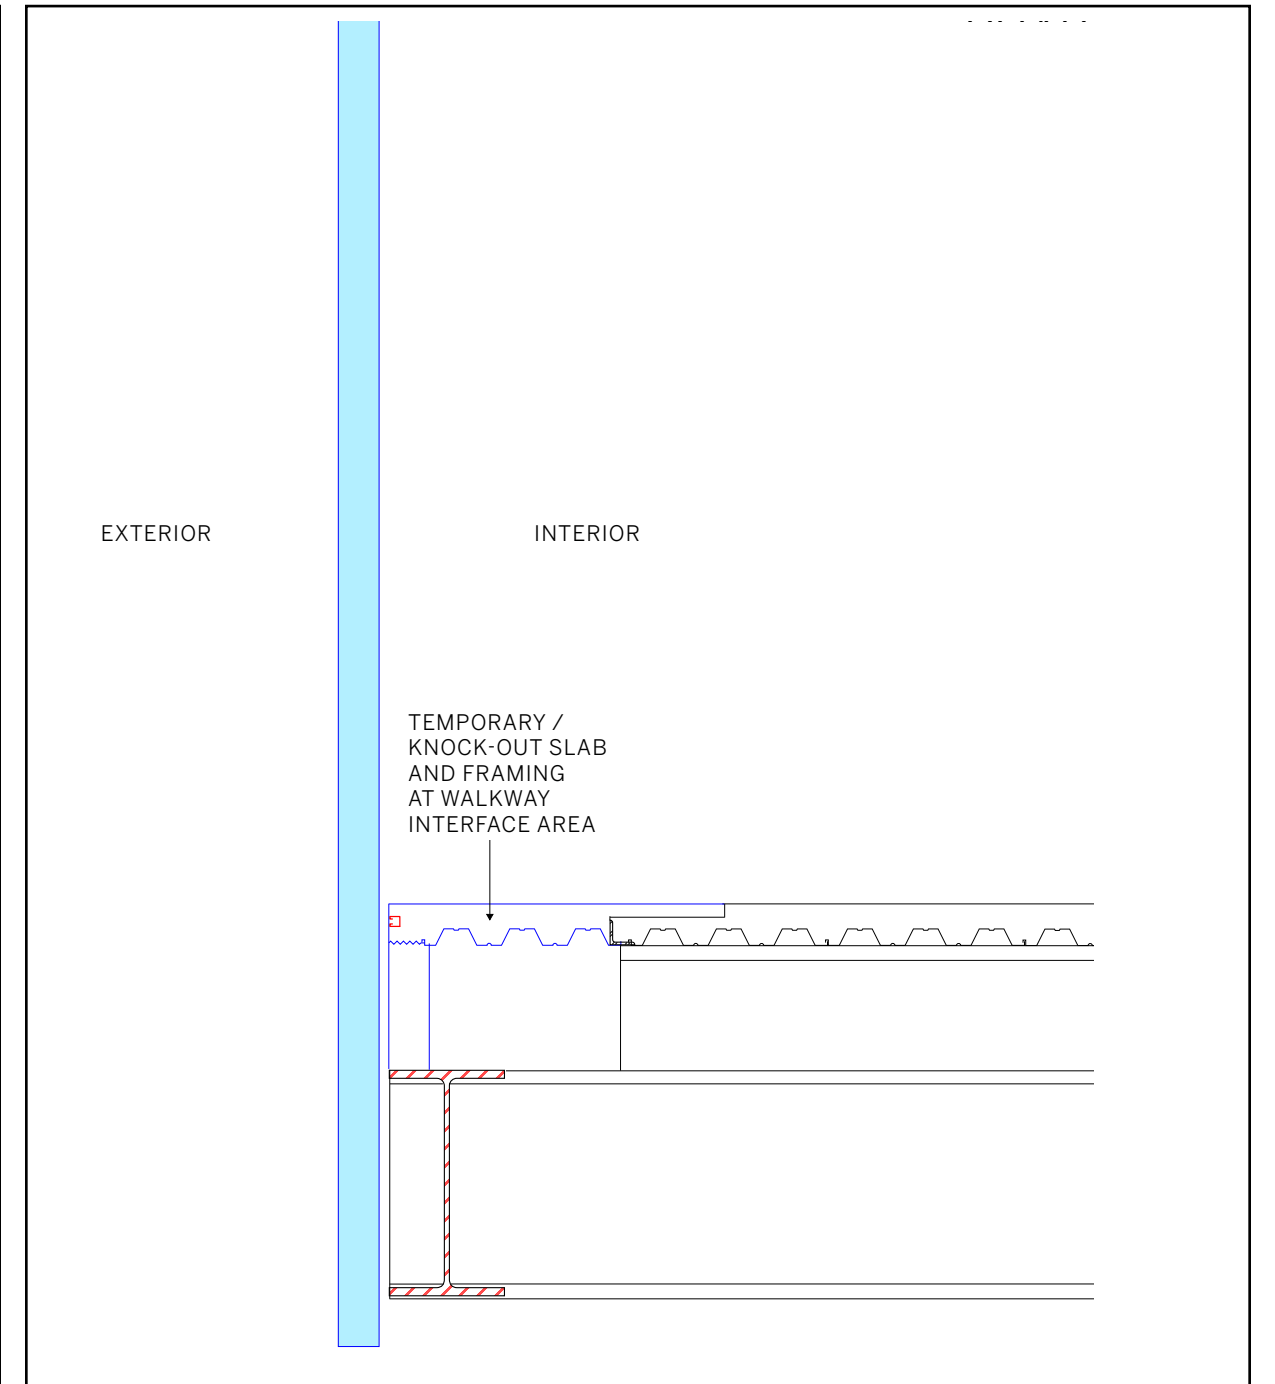 EXTERIOR
INTERIOR
TEMPORARY /
KNOCK-OUT SLAB
AND FRAMING
AT WALKWAY
INTERFACE AREA